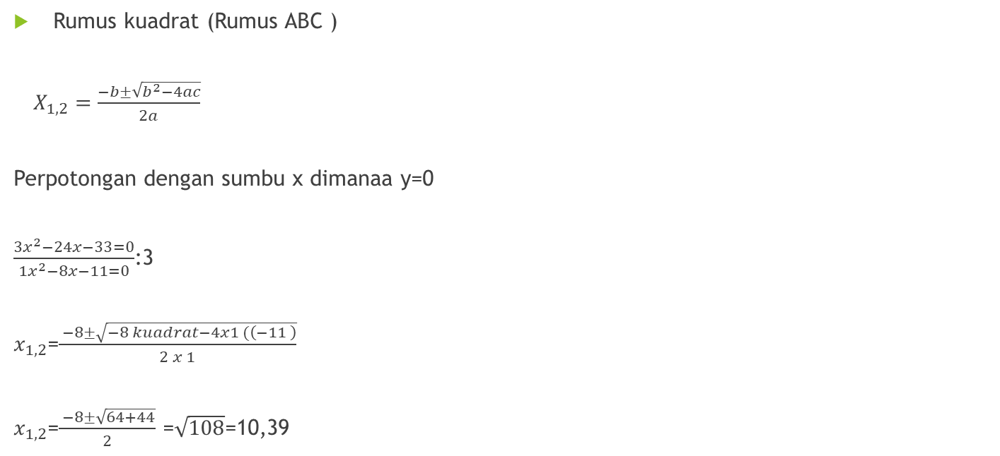 ▶ Rumus kuadrat (Rumus ABC )
X₁,₂ = (−b±√(b²−4ac))/(2a)
Perpotongan dengan sumbu x dimanaa y=0
3x²−24x−33=0
1x²−8x−11=0 :3
x₁,₂=(−8±√(−8 kuadrat−4x1 ((−11 )))/(2 x 1)
x₁,₂=(−8±√(64+44))/2 =√108=10,39